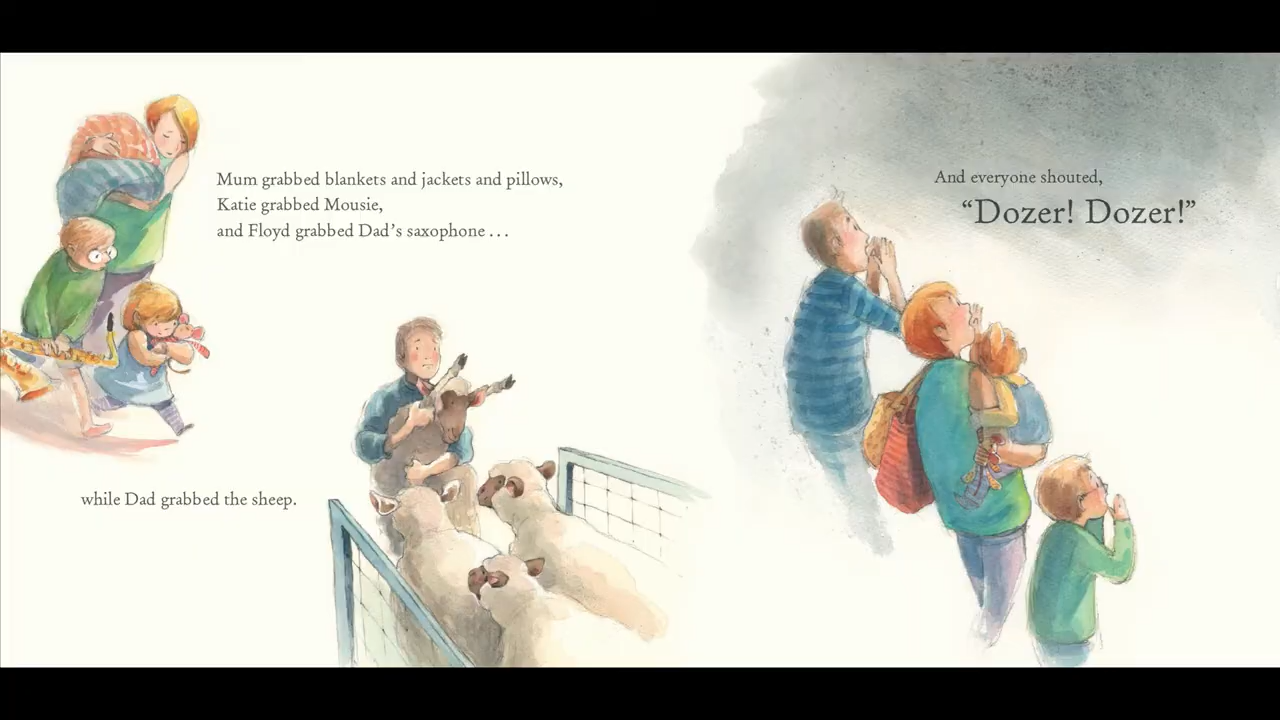 Mum grabbed blankets and jackets and pillows,
Katie grabbed Mousie,
and Floyd grabbed Dad’s saxophone . . .
while Dad grabbed the sheep.
And everyone shouted,
“Dozer! Dozer!”